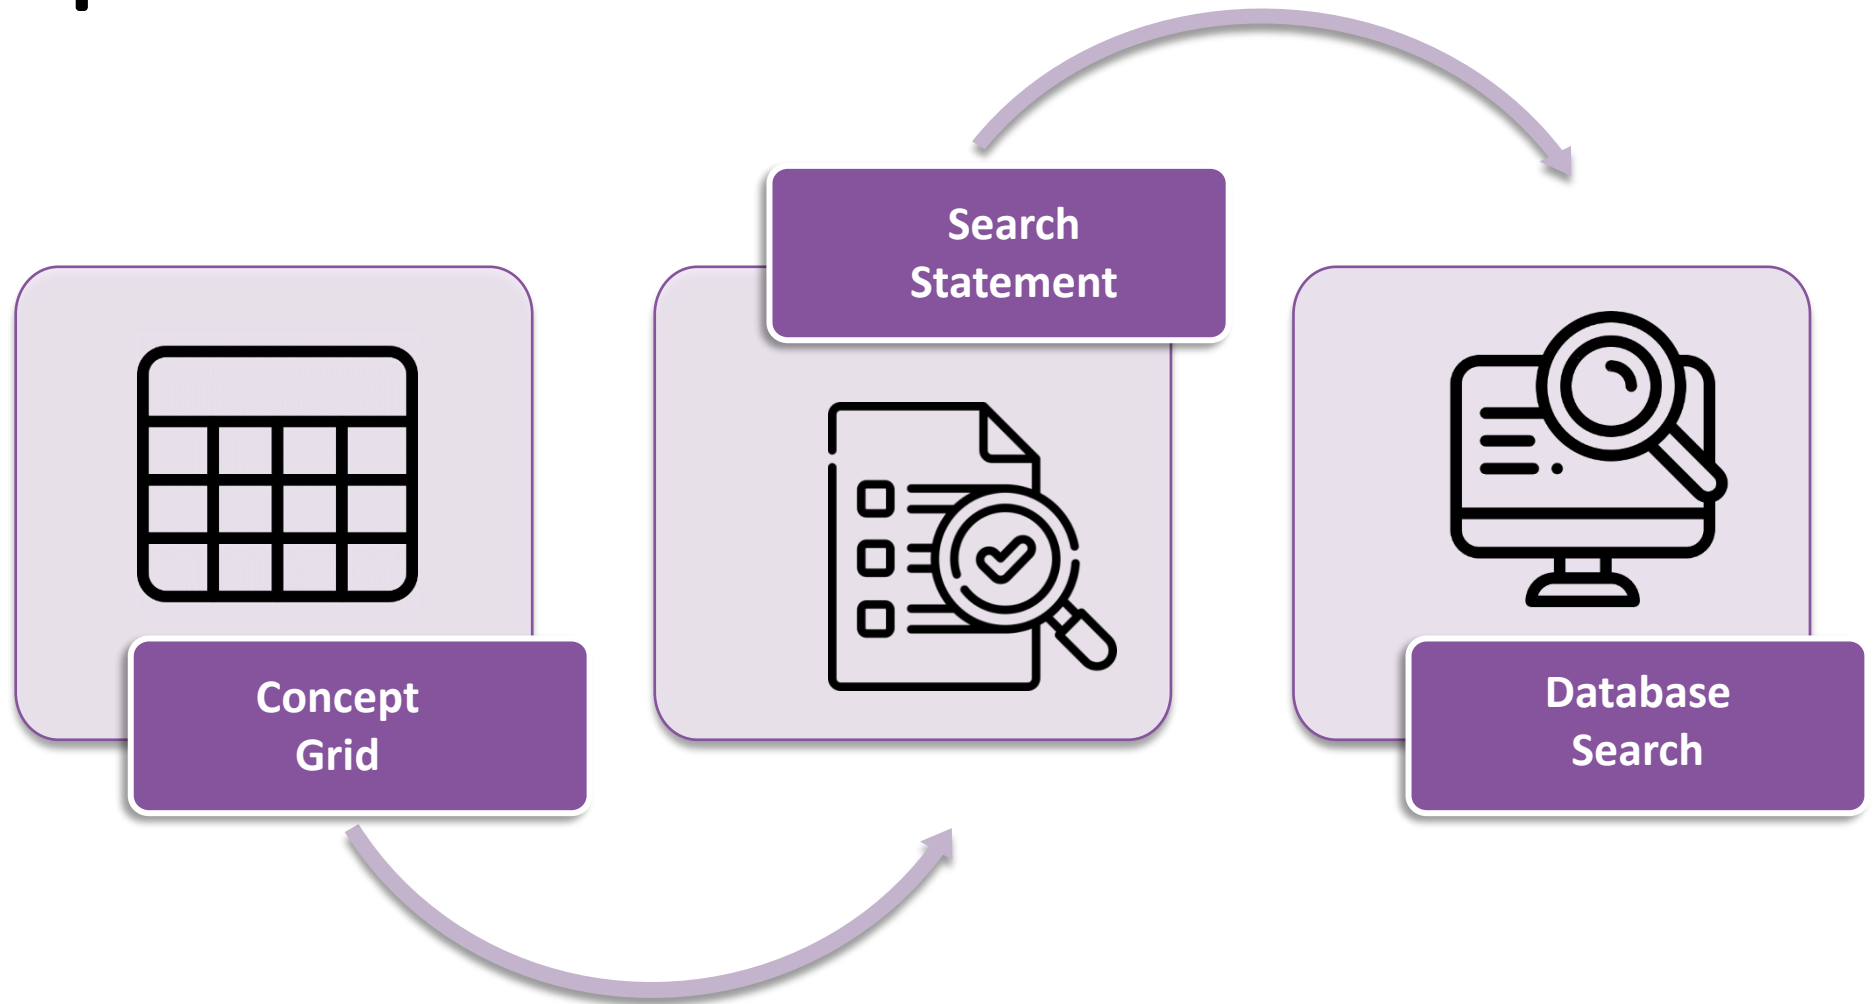 Concept
Grid
Search
Statement
Database
Search